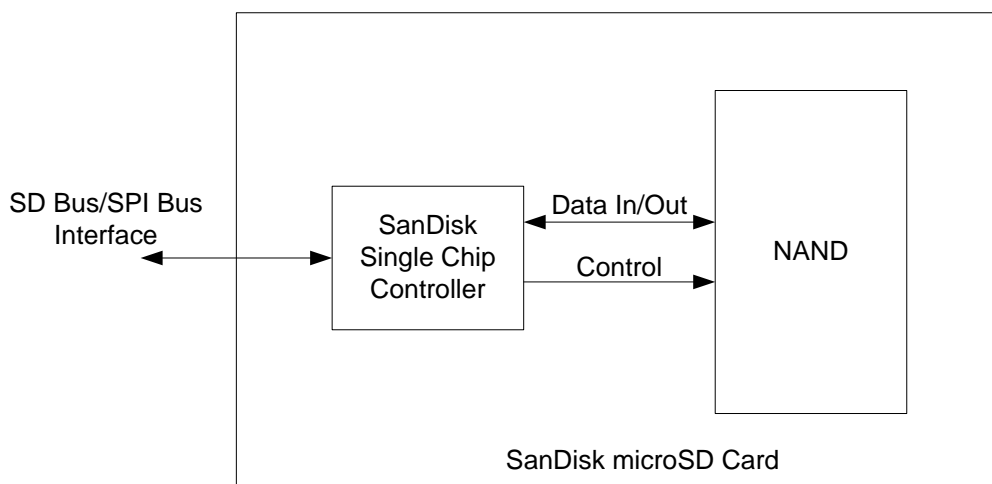 SD Bus/SPI Bus
Interface
SanDisk
Single Chip
Controller
Data In/Out
Control
NAND
SanDisk microSD Card